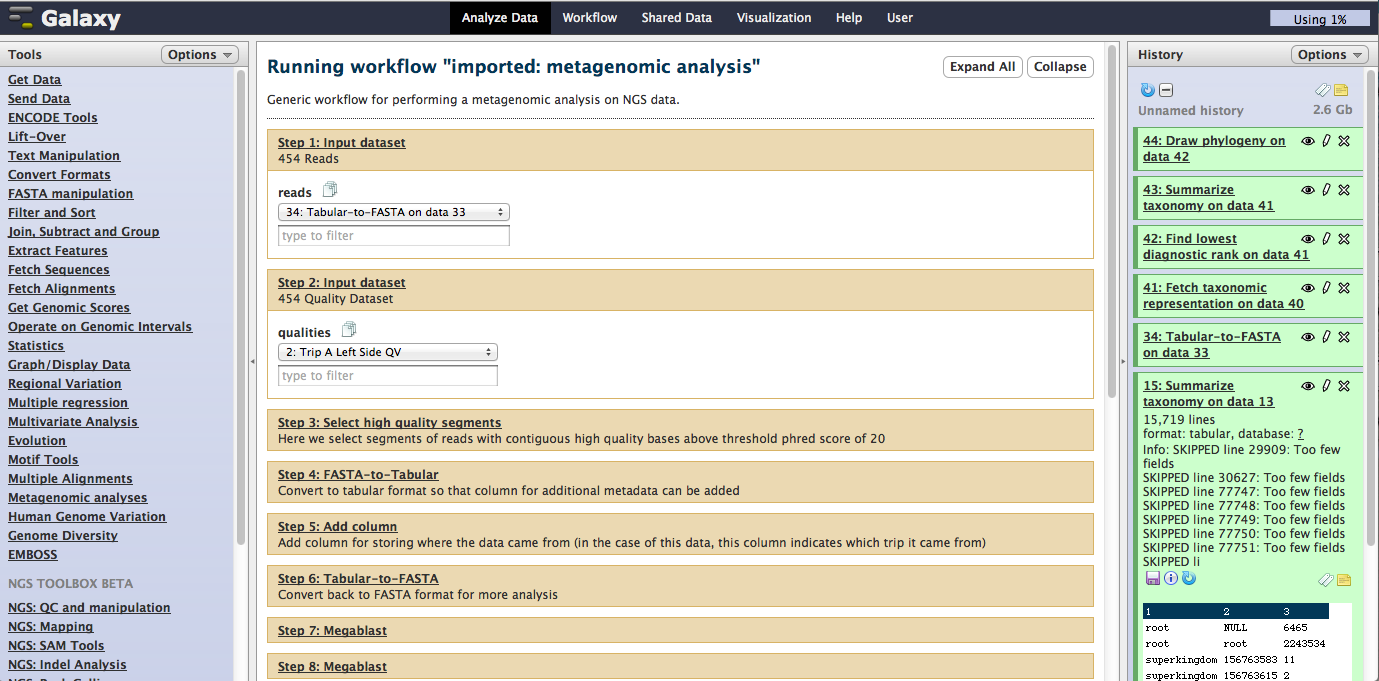 Galaxy
Analyze Data
Workflow
Shared Data
Visualization
Help
User
Using 1%
Tools
Options
Get Data
Send Data
ENCODE Tools
Lift-Over
Text Manipulation
Convert Formats
FASTA manipulation
Filter and Sort
Join, Subtract and Group
Extract Features
Fetch Sequences
Fetch Alignments
Get Genomic Scores
Operate on Genomic Intervals
Statistics
Graph/Display Data
Regional Variation
Multiple regression
Multivariate Analysis
Evolution
Motif Tools
Multiple Alignments
Metagenomic analyses
Human Genome Variation
Genome Diversity
EMBOSS
NGS TOOLBOX BETA
NGS: QC and manipulation
NGS: Mapping
NGS: SAM Tools
NGS: Indel Analysis
Running workflow "imported: metagenomic analysis"
Expand All
Collapse
Generic workflow for performing a metagenomic analysis on NGS data.
Step 1: Input dataset
454 Reads
reads
34: Tabular-to-FASTA on data 33
type to filter
Step 2: Input dataset
454 Quality Dataset
qualities
2: Trip A Left Side QV
type to filter
Step 3: Select high quality segments
Here we select segments of reads with contiguous high quality bases above threshold phred score of 20
Step 4: FASTA-to-Tabular
Convert to tabular format so that column for additional metadata can be added
Step 5: Add column
Add column for storing where the data came from (in the case of this data, this column indicates which trip it came from)
Step 6: Tabular-to-FASTA
Convert back to FASTA format for more analysis
Step 7: Megablast
Step 8: Megablast
History
Options
Unnamed history
2.6 Gb
44: Draw phylogeny on
data 42
43: Summarize
taxonomy on data 41
42: Find lowest
diagnostic rank on data 41
41: Fetch taxonomic
representation on data 40
34: Tabular-to-FASTA
on data 33
15: Summarize
taxonomy on data 13
15,719 lines
format: tabular, database: ?
Info: SKIPPED line 29909: Too few
fields
SKIPPED line 30627: Too few fields
SKIPPED line 77747: Too few fields
SKIPPED line 77748: Too few fields
SKIPPED line 77749: Too few fields
SKIPPED line 77750: Too few fields
SKIPPED line 77751: Too few fields
SKIPPED li
1 2 3
root NULL 6465
root root 2243534
superkingdom 156763583 11
superkingdom 156763615 2